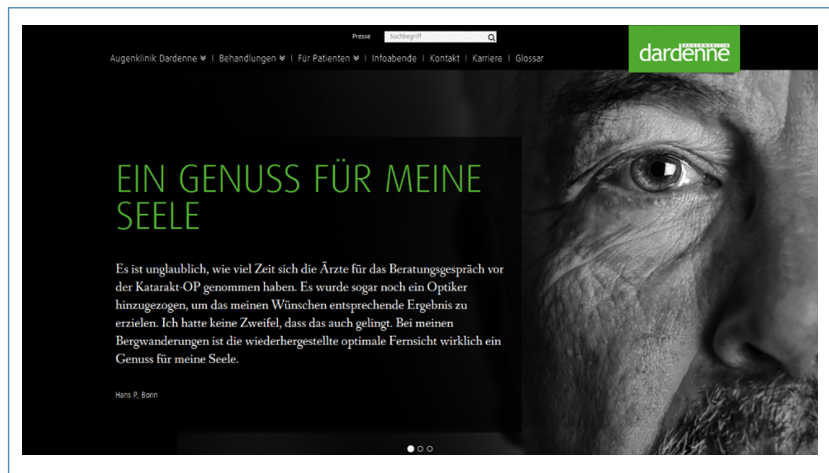 Presse
Suchbegriff
Augenklinik Dardenne | Behandlungen | Für Patienten | Infoabende | Kontakt | Karriere | Glossar
AUGENKLINIK
dardenne
EIN GENUSS FÜR MEINE
SEELE
Es ist unglaublich, wie viel Zeit sich die Ärzte für das Beratungsgespräch vor
der Katarakt-OP genommen haben. Es wurde sogar noch ein Optiker
hinzugezogen, um das meinen Wünschen entsprechende Ergebnis zu
erzielen. Ich hatte keine Zweifel, dass das auch gelingt. Bei meinen
Bergwanderungen ist die wiederhergestellte optimale Fernsicht wirklich ein
Genuss für meine Seele.
Hans P., Bonn